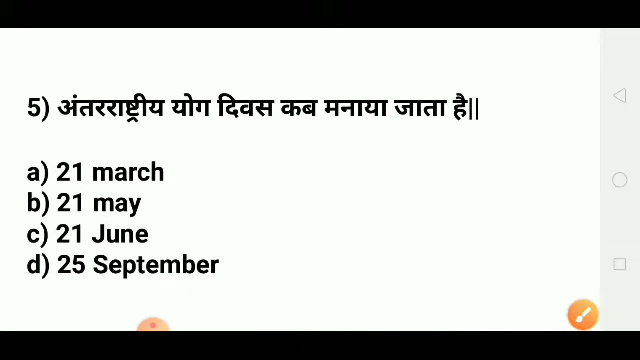 5) अंतरराष्ट्रीय योग दिवस कब मनाया जाता है||
a) 21 march
b) 21 may
c) 21 June
d) 25 September